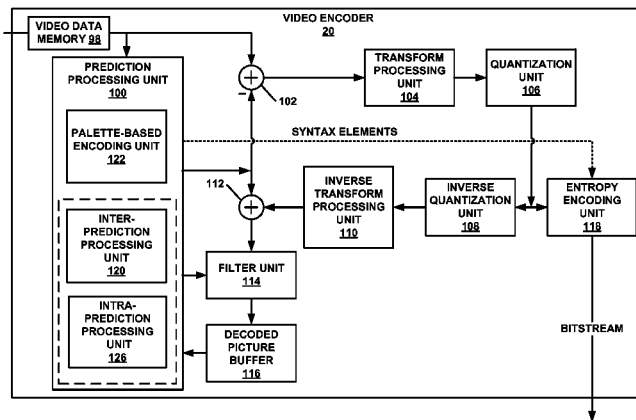 VIDEO ENCODER
20
VIDEO DATA
MEMORY 98
PREDICTION
PROCESSING UNIT
100
PALETTE-BASED
ENCODING UNIT
122
INTER-
PREDICTION
PROCESSING
UNIT
120
INTRA-
PREDICTION
PROCESSING
UNIT
126
102
TRANSFORM
PROCESSING
UNIT
104
QUANTIZATION
UNIT
106
SYNTAX ELEMENTS
112
INVERSE
TRANSFORM
PROCESSING
UNIT
110
INVERSE
QUANTIZATION
UNIT
108
ENTROPY
ENCODING
UNIT
118
FILTER UNIT
114
DECODED
PICTURE
BUFFER
116
BITSTREAM